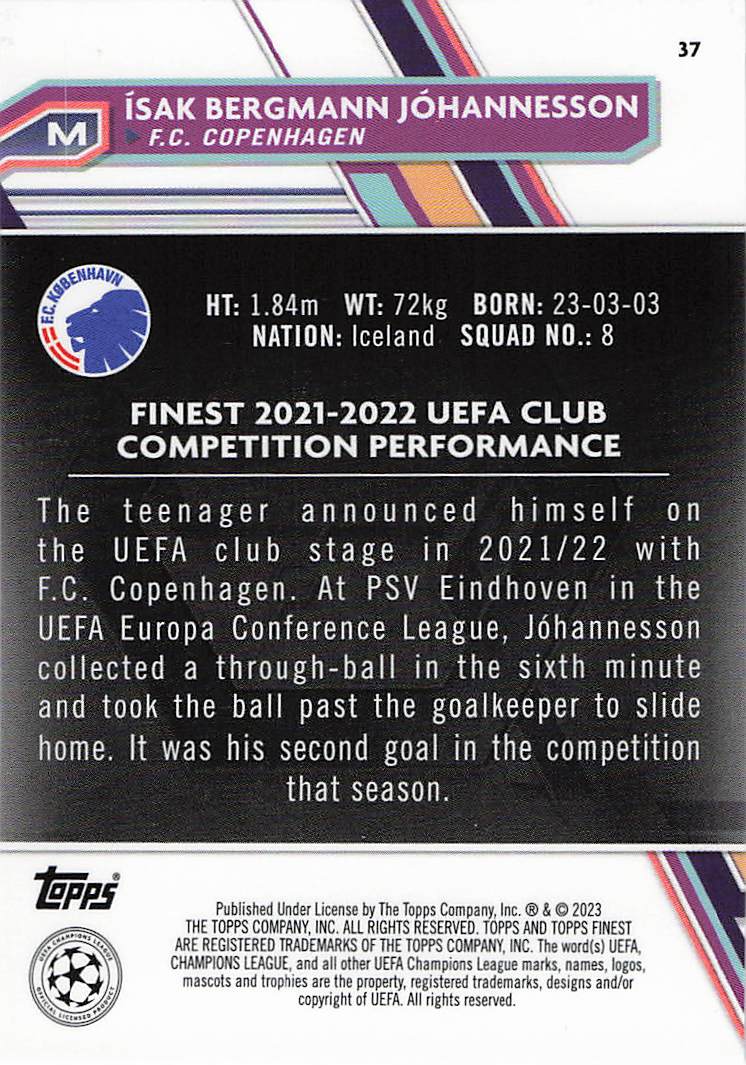 37
ÍSAK BERGMANN JÓHANNESSON
M
F.C. COPENHAGEN
F.C. KØBENHAVN
HT: 1.84m WT: 72kg BORN: 23-03-03
NATION: Iceland SQUAD NO.: 8
FINEST 2021-2022 UEFA CLUB
COMPETITION PERFORMANCE
The teenager announced himself on
the UEFA club stage in 2021/22 with
F.C. Copenhagen. At PSV Eindhoven in the
UEFA Europa Conference League, Jóhannesson
collected a through-ball in the sixth minute
and took the ball past the goalkeeper to slide
home. It was his second goal in the competition
that season.
Topps®
UEFA CHAMPIONS LEAGUE
OFFICIAL LICENSED PRODUCT
Published Under License by The Topps Company, Inc. ® & © 2023
THE TOPPS COMPANY, INC. ALL RIGHTS RESERVED. TOPPS AND TOPPS FINEST
ARE REGISTERED TRADEMARKS OF THE TOPPS COMPANY, INC. The word(s) UEFA,
CHAMPIONS LEAGUE, and all other UEFA Champions League marks, names, logos,
mascots and trophies are the property, registered trademarks, designs and/or
copyright of UEFA. All rights reserved.